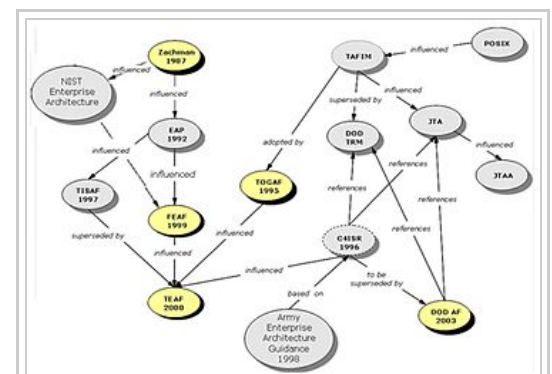 Zachman
1987
influenced
NIST
Enterprise
Architecture
influenced
EAP
1992
influenced
influenced
TISAF
1997
FEAF
1999
superseded by
influenced
TEAF
2000
TAFIM
influenced
POSIX
superseded by
influenced
adopted by
DOD
TRM
JTA
influenced
JTAA
references
TOGAF
1995
references
references
references
influenced
C4ISR
1996
influenced
to be
superseded by
based on
DOD AF
2003
Army
Enterprise
Architecture
Guidance
1998